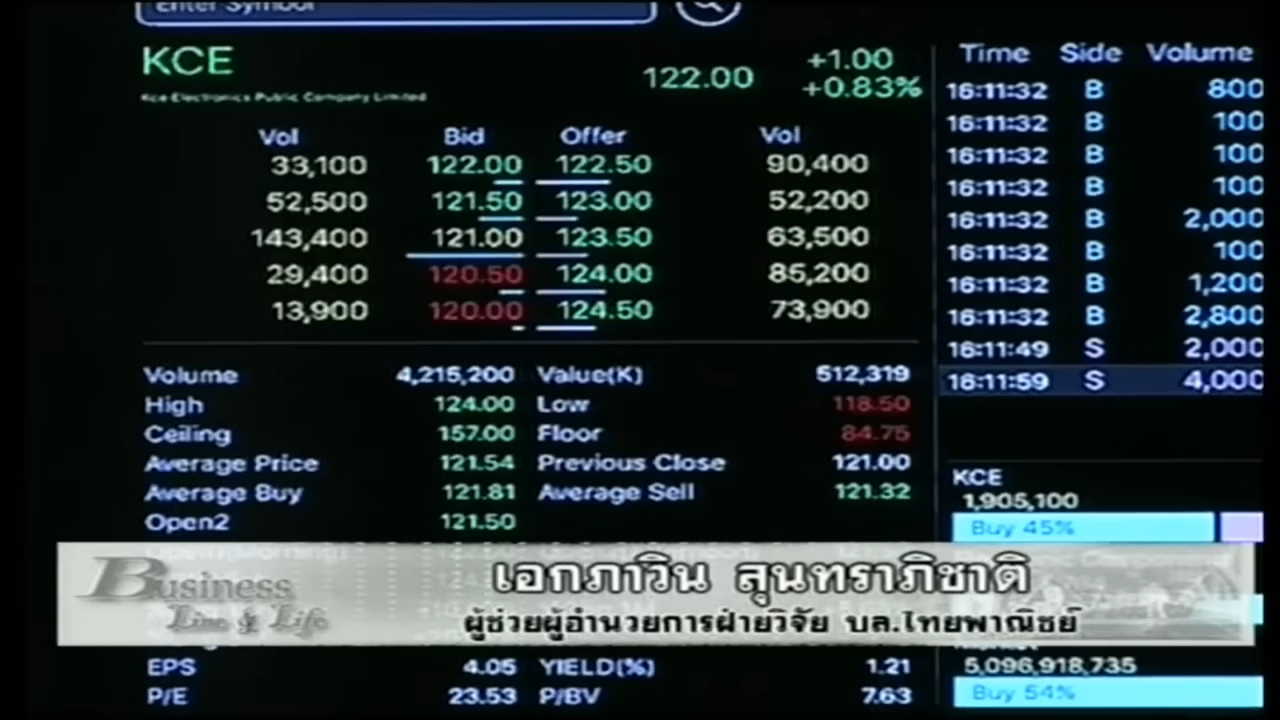 Enter Symbol
KCE
122.00
+1.00
+0.83%
Kce Electronics Public Company Limited
Vol Bid Offer Vol
33,100 122.00 122.50 90,400
52,500 121.50 123.00 52,200
143,400 121.00 123.50 63,500
29,400 120.50 124.00 85,200
13,900 120.00 124.50 73,900
Volume 4,215,200 Value(K) 512,319
High 124.00 Low 118.50
Ceiling 157.00 Floor 84.75
Average Price 121.54 Previous Close 121.00
Average Buy 121.81 Average Sell 121.32
Open2 121.50
EPS 4.05 YIELD(%) 1.21
P/E 23.53 P/BV 7.63
Time Side Volume
16:11:32 B 800
16:11:32 B 100
16:11:32 B 100
16:11:32 B 100
16:11:32 B 2,000
16:11:32 B 100
16:11:32 B 1,200
16:11:32 B 2,800
16:11:49 S 2,000
16:11:59 S 4,000
KCE
1,905,100
Buy 45%
5,096,918,735
Buy 54%
Business
Line & Life
เอกภาวิน สุนทราภิชาติ
ผู้ช่วยผู้อำนวยการฝ่ายวิจัย บล.ไทยพาณิชย์